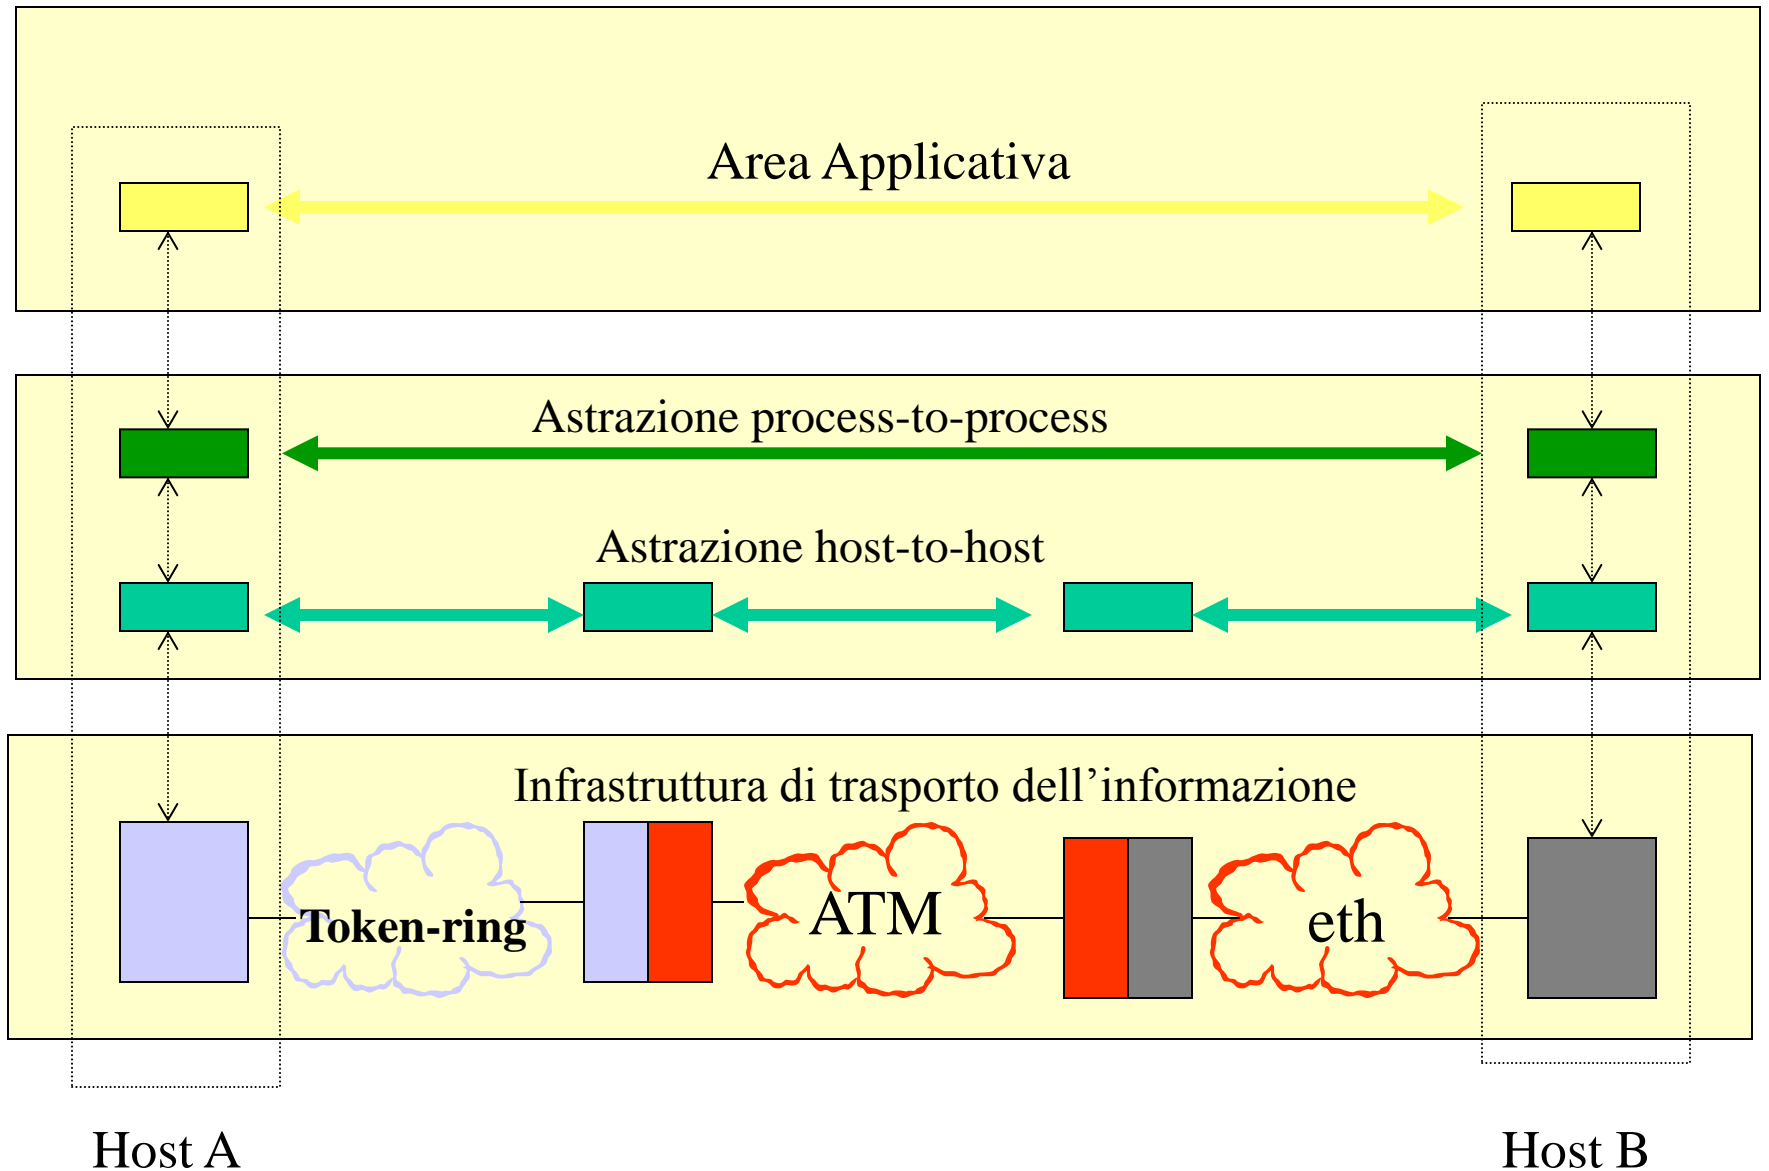 Area Applicativa
Astrazione process-to-process
Astrazione host-to-host
Infrastruttura di trasporto dell’informazione
Token-ring
ATM
eth
Host A
Host B